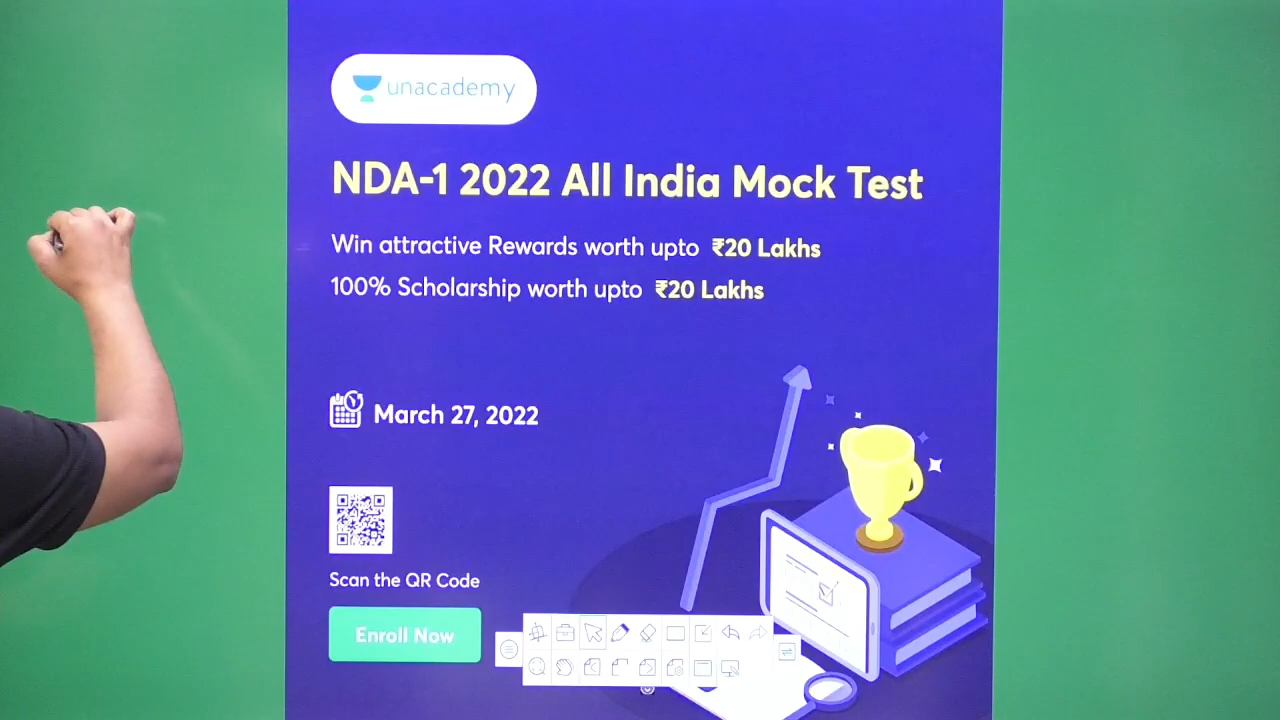 unacademy
NDA-1 2022 All India Mock Test
Win attractive Rewards worth upto ₹20 Lakhs
100% Scholarship worth upto ₹20 Lakhs
March 27, 2022
Scan the QR Code
Enroll Now